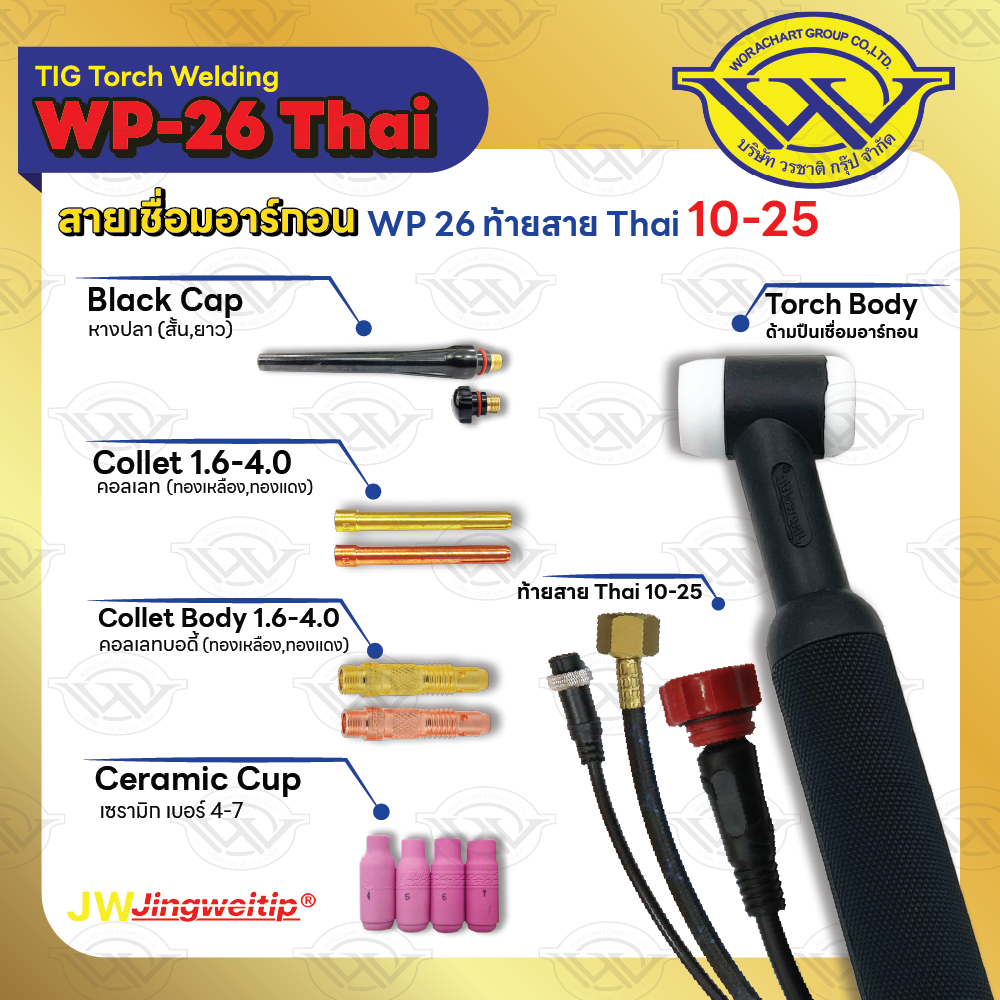 TIG Torch Welding
WP-26 Thai
WORACHART GROUP CO.,LTD.
บริษัท วรชาติ กรุ๊ป จำกัด
สายเชื่อมอาร์กอน WP 26 ท้ายสาย Thai 10-25
Black Cap
หางปลา (สั้น,ยาว)
Torch Body
ด้ามปืนเชื่อมอาร์กอน
Collet 1.6-4.0
คอลเลท (ทองเหลือง,ทองแดง)
ท้ายสาย Thai 10-25
Collet Body 1.6-4.0
คอลเลทบอดี้ (ทองเหลือง,ทองแดง)
Ceramic Cup
เซรามิก เบอร์ 4-7
4 5 6 7
JW Jingweitip®